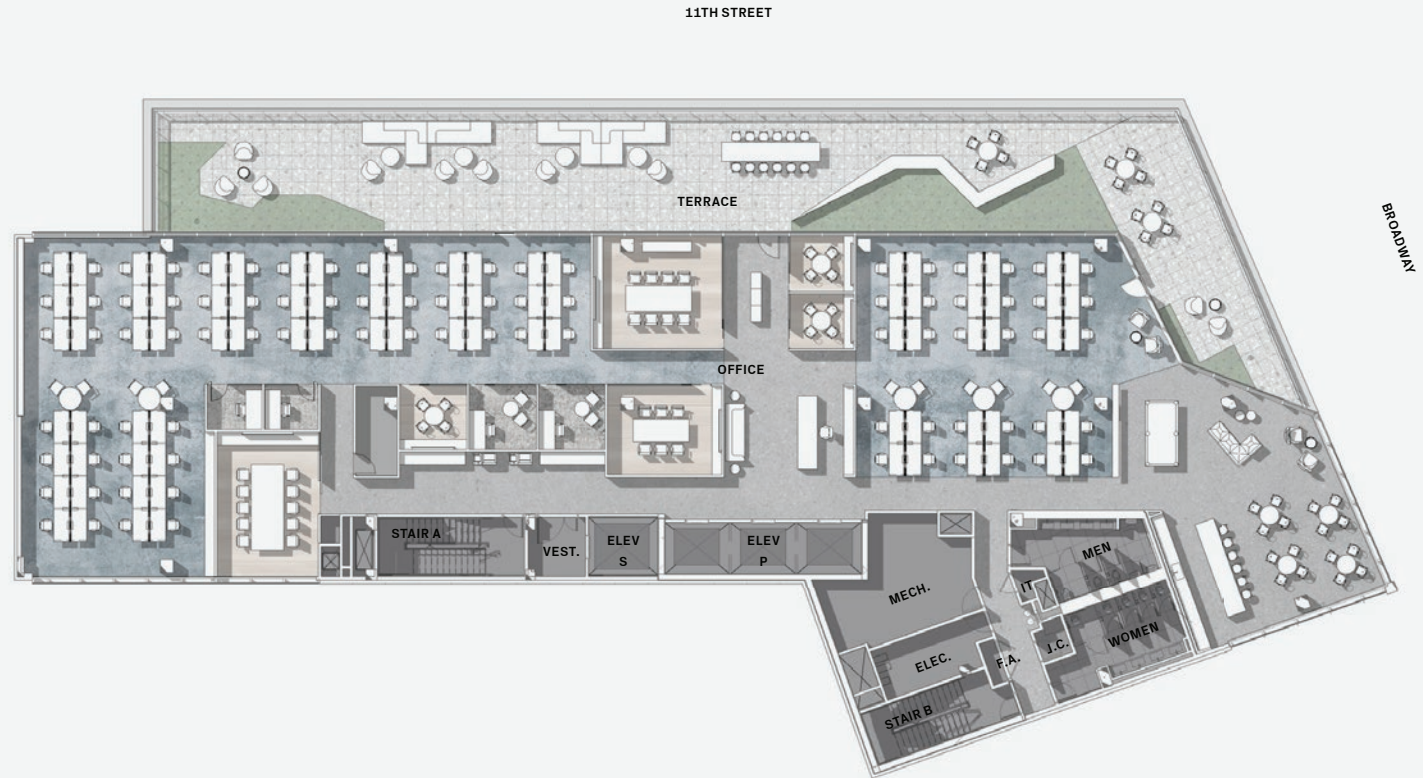 11TH STREET
TERRACE
BROADWAY
OFFICE
STAIR A
VEST.
ELEV
S
ELEV
P
MECH.
MEN
IT
WOMEN
J.C.
F.A.
ELEC.
STAIR B